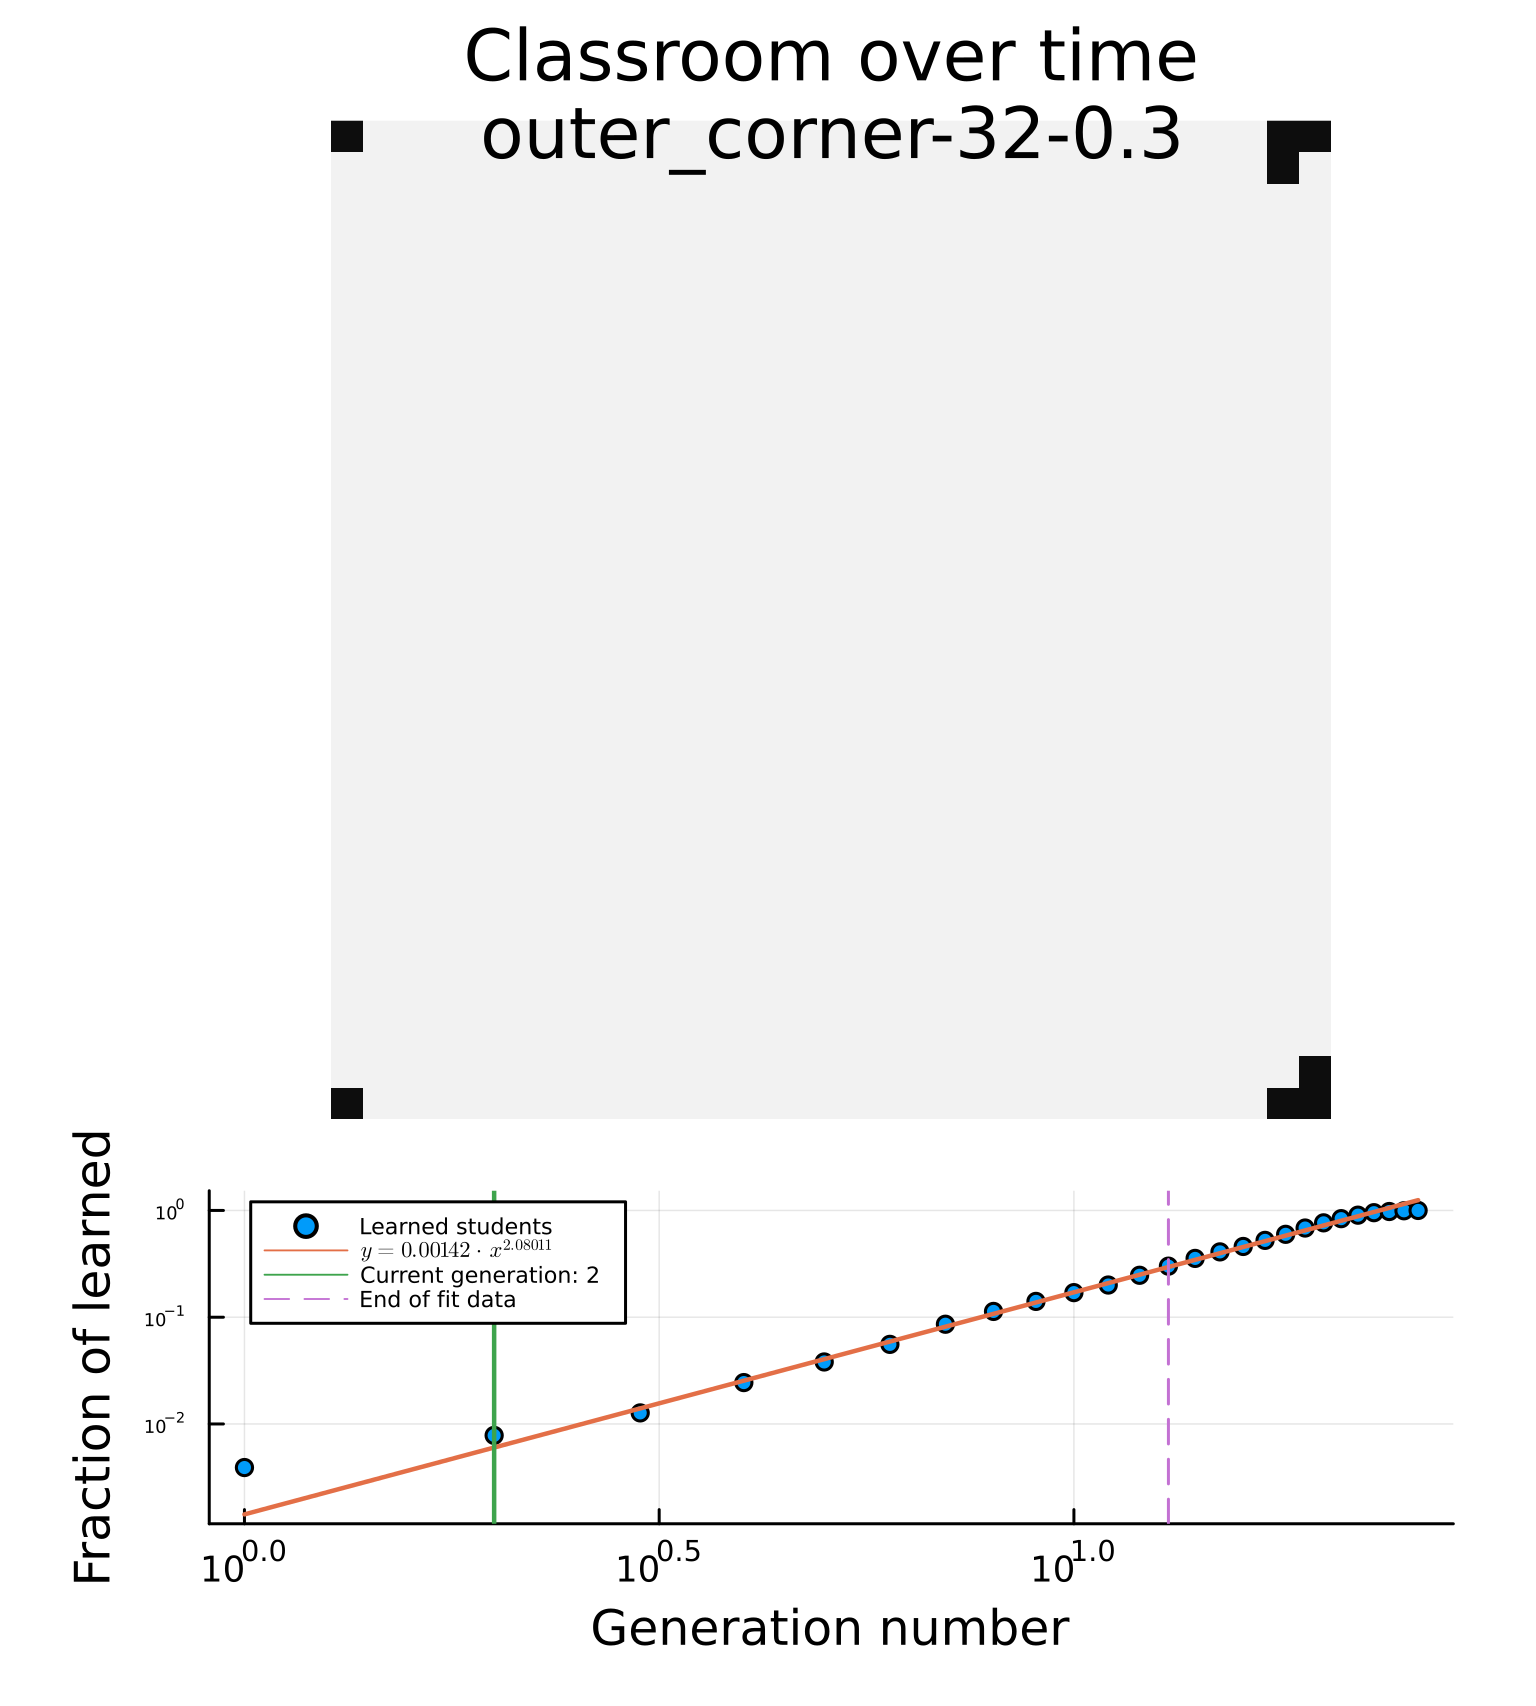 Classroom over time
outer_corner-32-0.3
Fraction of learned
10^0
10^−1
10^−2
Learned students
y = 0.00142 · x^2.08011
Current generation: 2
End of fit data
10^0.0
10^0.5
10^1.0
Generation number